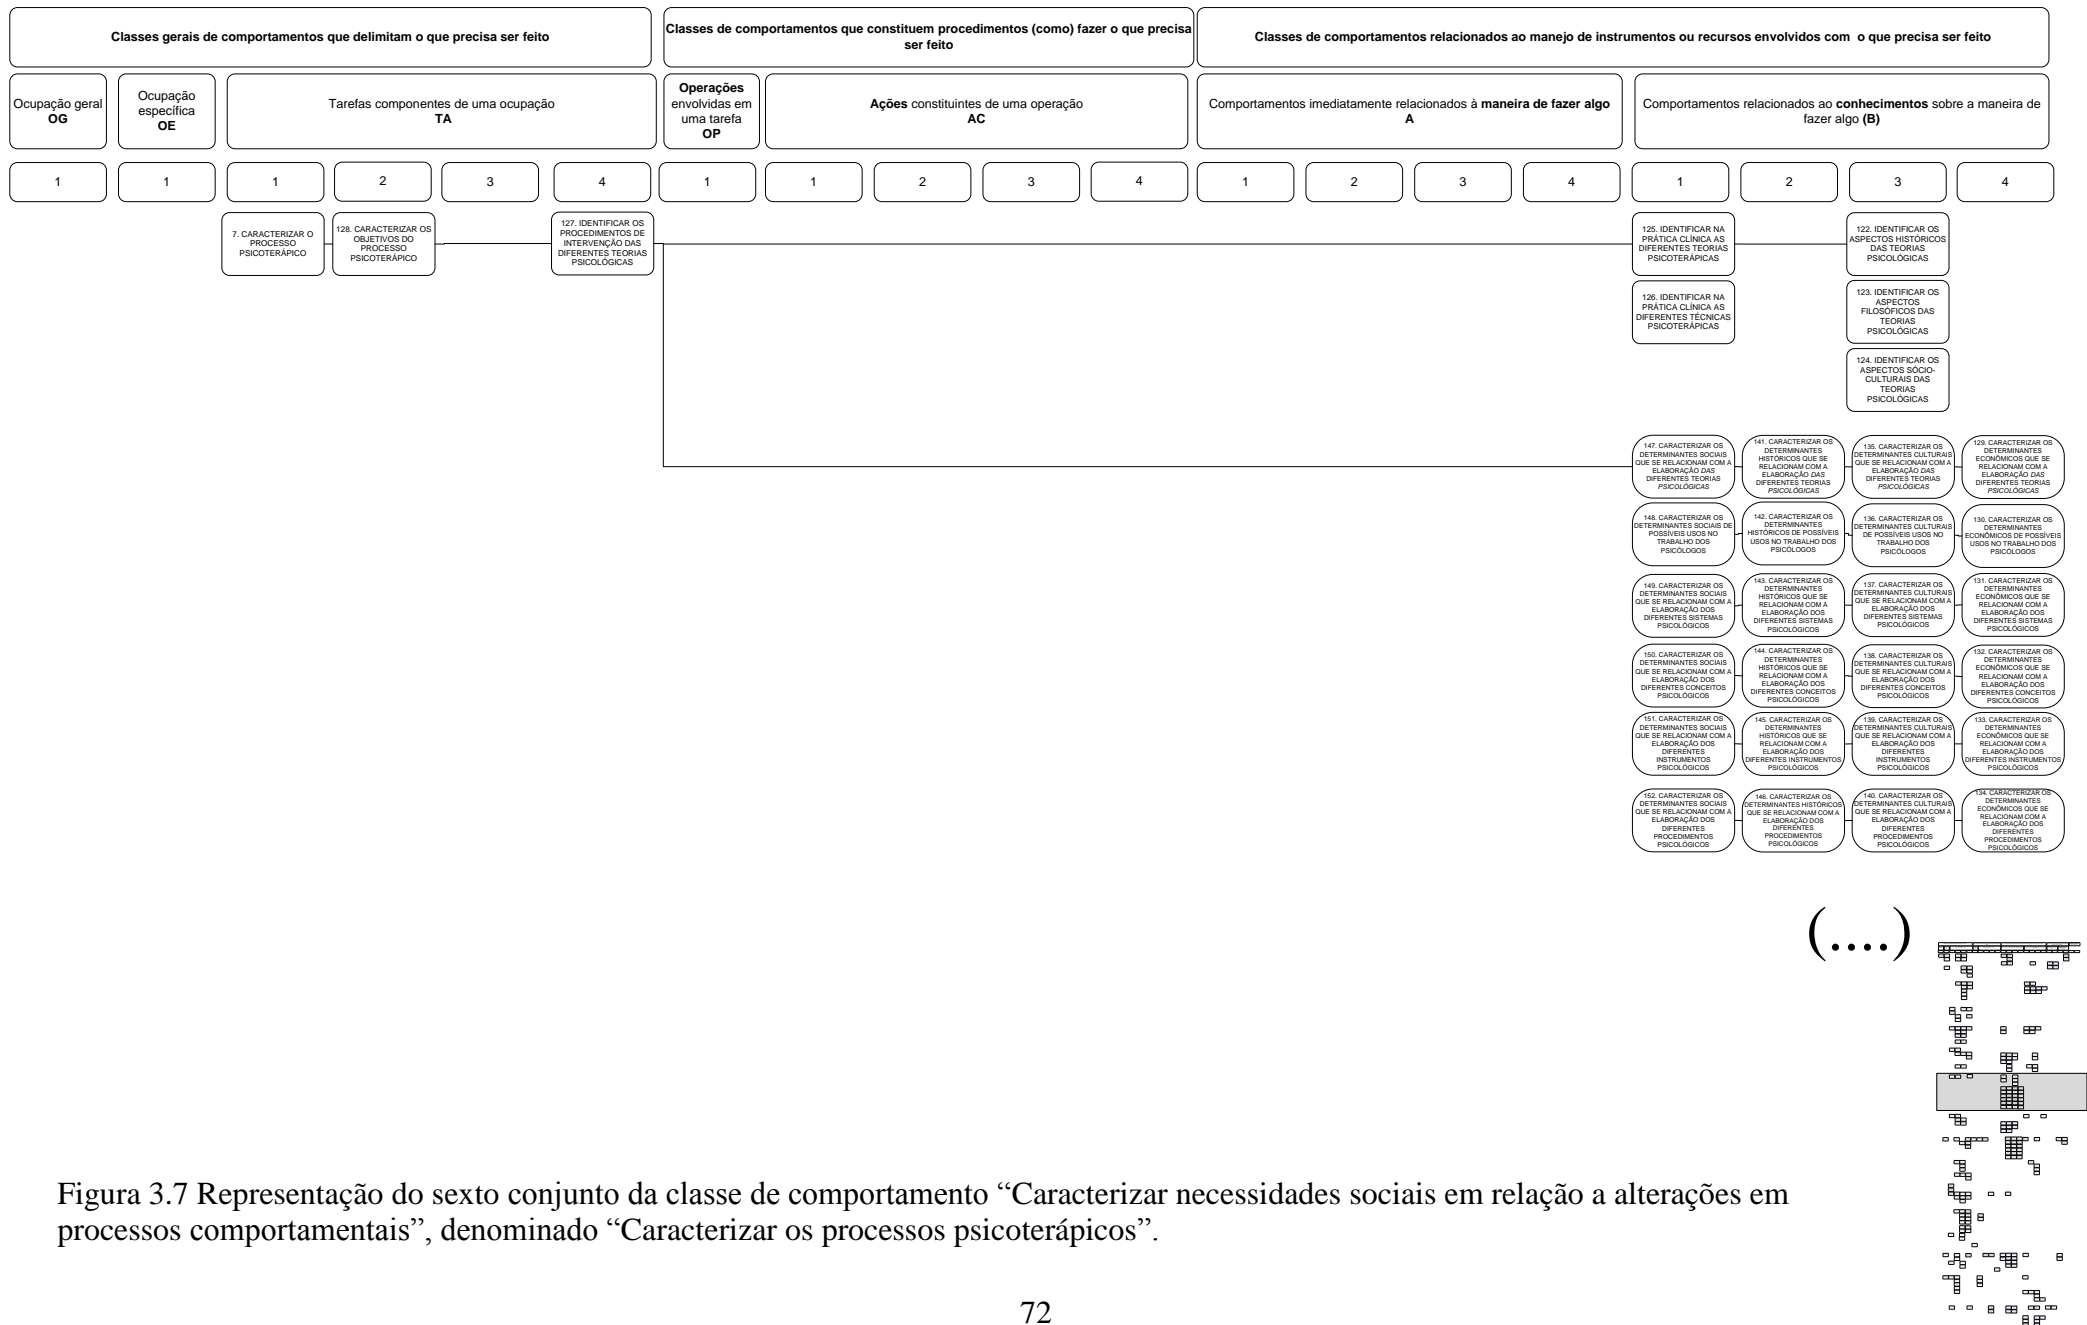 Classes gerais de comportamentos que delimitam o que precisa ser feito
Classes de comportamentos que constituem procedimentos (como) fazer o que precisa
ser feito
Classes de comportamentos relacionados ao manejo de instrumentos ou recursos envolvidos com o que precisa ser feito
Ocupação geral
OG
Ocupação
específica
OE
Tarefas componentes de uma ocupação
TA
Operações
envolvidas em
uma tarefa
OP
Ações constituintes de uma operação
AC
Comportamentos imediatamente relacionados à maneira de fazer algo
A
Comportamentos relacionados ao conhecimentos sobre a maneira de
fazer algo (B)
1
1
1
2
3
4
1
1
2
3
4
1
2
3
4
1
2
3
4
7. CARACTERIZAR O
PROCESSO
PSICOTERÁPICO
128. CARACTERIZAR OS
OBJETIVOS DO
PROCESSO
PSICOTERÁPICO
127. IDENTIFICAR OS
PROCEDIMENTOS DE
INTERVENÇÃO DAS
DIFERENTES TEORIAS
PSICOLÓGICAS
125. IDENTIFICAR NA
PRÁTICA CLÍNICA AS
DIFERENTES TEORIAS
PSICOTERÁPICAS
122. IDENTIFICAR OS
ASPECTOS HISTÓRICOS
DAS TEORIAS
PSICOLÓGICAS
126. IDENTIFICAR NA
PRÁTICA CLÍNICA AS
DIFERENTES TÉCNICAS
PSICOTERÁPICAS
123. IDENTIFICAR OS
ASPECTOS
FILOSÓFICOS DAS
TEORIAS
PSICOLÓGICAS
124. IDENTIFICAR OS
ASPECTOS SÓCIO-
CULTURAIS DAS
TEORIAS
PSICOLÓGICAS
147. CARACTERIZAR OS
DETERMINANTES SOCIAIS
QUE SE RELACIONAM COM A
ELABORAÇÃO DAS
DIFERENTES TEORIAS
PSICOLÓGICAS
141. CARACTERIZAR OS
DETERMINANTES
HISTÓRICOS QUE SE
RELACIONAM COM A
ELABORAÇÃO DAS
DIFERENTES TEORIAS
PSICOLÓGICAS
135. CARACTERIZAR OS
DETERMINANTES CULTURAIS
QUE SE RELACIONAM COM A
ELABORAÇÃO DAS
DIFERENTES TEORIAS
PSICOLÓGICAS
129. CARACTERIZAR OS
DETERMINANTES
ECONÔMICOS QUE SE
RELACIONAM COM A
ELABORAÇÃO DAS
DIFERENTES TEORIAS
PSICOLÓGICAS
148. CARACTERIZAR OS
DETERMINANTES SOCIAIS DE
POSSÍVEIS USOS NO
TRABALHO DOS
PSICÓLOGOS
142. CARACTERIZAR OS
DETERMINANTES
HISTÓRICOS DE POSSÍVEIS
USOS NO TRABALHO DOS
PSICÓLOGOS
136. CARACTERIZAR OS
DETERMINANTES CULTURAIS
DE POSSÍVEIS USOS NO
TRABALHO DOS
PSICÓLOGOS
130. CARACTERIZAR OS
DETERMINANTES
ECONÔMICOS DE POSSÍVEIS
USOS NO TRABALHO DOS
PSICÓLOGOS
149. CARACTERIZAR OS
DETERMINANTES SOCIAIS
QUE SE RELACIONAM COM A
ELABORAÇÃO DOS
DIFERENTES SISTEMAS
PSICOLÓGICOS
143. CARACTERIZAR OS
DETERMINANTES
HISTÓRICOS QUE SE
RELACIONAM COM A
ELABORAÇÃO DOS
DIFERENTES SISTEMAS
PSICOLÓGICOS
137. CARACTERIZAR OS
DETERMINANTES CULTURAIS
QUE SE RELACIONAM COM A
ELABORAÇÃO DOS
DIFERENTES SISTEMAS
PSICOLÓGICOS
131. CARACTERIZAR OS
DETERMINANTES
ECONÔMICOS QUE SE
RELACIONAM COM A
ELABORAÇÃO DOS
DIFERENTES SISTEMAS
PSICOLÓGICOS
150. CARACTERIZAR OS
DETERMINANTES SOCIAIS
QUE SE RELACIONAM COM A
ELABORAÇÃO DOS
DIFERENTES CONCEITOS
PSICOLÓGICOS
144. CARACTERIZAR OS
DETERMINANTES
HISTÓRICOS QUE SE
RELACIONAM COM A
ELABORAÇÃO DOS
DIFERENTES CONCEITOS
PSICOLÓGICOS
138. CARACTERIZAR OS
DETERMINANTES CULTURAIS
QUE SE RELACIONAM COM A
ELABORAÇÃO DOS
DIFERENTES CONCEITOS
PSICOLÓGICOS
132. CARACTERIZAR OS
DETERMINANTES
ECONÔMICOS QUE SE
RELACIONAM COM A
ELABORAÇÃO DOS
DIFERENTES CONCEITOS
PSICOLÓGICOS
151. CARACTERIZAR OS
DETERMINANTES SOCIAIS
QUE SE RELACIONAM COM A
ELABORAÇÃO DOS
DIFERENTES
INSTRUMENTOS
PSICOLÓGICOS
145. CARACTERIZAR OS
DETERMINANTES
HISTÓRICOS QUE SE
RELACIONAM COM A
ELABORAÇÃO DOS
DIFERENTES INSTRUMENTOS
PSICOLÓGICOS
139. CARACTERIZAR OS
DETERMINANTES CULTURAIS
QUE SE RELACIONAM COM A
ELABORAÇÃO DOS
DIFERENTES
INSTRUMENTOS
PSICOLÓGICOS
133. CARACTERIZAR OS
DETERMINANTES
ECONÔMICOS QUE SE
RELACIONAM COM A
ELABORAÇÃO DOS
DIFERENTES INSTRUMENTOS
PSICOLÓGICOS
152. CARACTERIZAR OS
DETERMINANTES SOCIAIS
QUE SE RELACIONAM COM A
ELABORAÇÃO DOS
DIFERENTES
PROCEDIMENTOS
PSICOLÓGICOS
146. CARACTERIZAR OS
DETERMINANTES HISTÓRICOS
QUE SE RELACIONAM COM A
ELABORAÇÃO DOS
DIFERENTES
PROCEDIMENTOS
PSICOLÓGICOS
140. CARACTERIZAR OS
DETERMINANTES CULTURAIS
QUE SE RELACIONAM COM A
ELABORAÇÃO DOS
DIFERENTES
PROCEDIMENTOS
PSICOLÓGICOS
134. CARACTERIZAR OS
DETERMINANTES
ECONÔMICOS QUE SE
RELACIONAM COM A
ELABORAÇÃO DOS
DIFERENTES
PROCEDIMENTOS
PSICOLÓGICOS
(....)
Figura 3.7 Representação do sexto conjunto da classe de comportamento “Caracterizar necessidades sociais em relação a alterações em
processos comportamentais”, denominado “Caracterizar os processos psicoterápicos”.
72